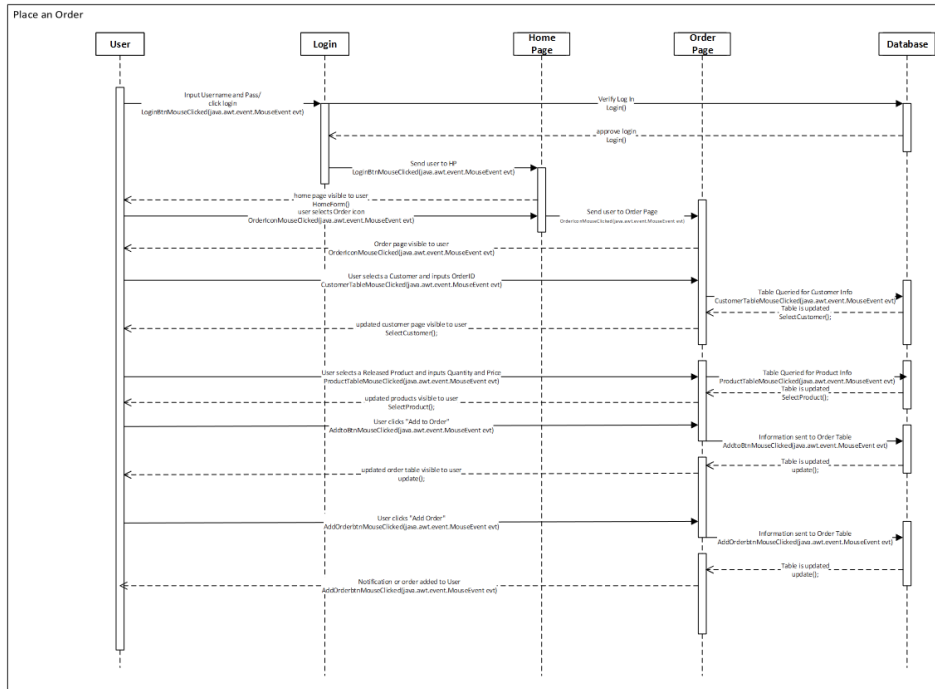 Place an Order
User
Login
Home
Page
Order
Page
Database
Input Username and Pass/
click login
LoginBtnMouseClicked(java.awt.event.MouseEvent evt)
Verify Log In
Login()
approve login
Login()
Send user to HP
LoginBtnMouseClicked(java.awt.event.MouseEvent evt)
home page visible to user
HomeForm()
user selects Order icon
OrderIconMouseClicked(java.awt.event.MouseEvent evt)
Send user to Order Page
OrderIconMouseClicked(java.awt.event.MouseEvent evt)
Order page visible to user
OrderIconMouseClicked(java.awt.event.MouseEvent evt)
User selects a Customer and inputs OrderID
CustomerTableMouseClicked(java.awt.event.MouseEvent evt)
Table Queried for Customer Info
CustomerTableMouseClicked(java.awt.event.MouseEvent evt)
Table is updated
SelectCustomer();
updated customer page visible to user
SelectCustomer();
User selects a Released Product and inputs Quantity and Price
ProductTableMouseClicked(java.awt.event.MouseEvent evt)
Table Queried for Product Info
ProductTableMouseClicked(java.awt.event.MouseEvent evt)
Table is updated
SelectProduct();
updated products visible to user
SelectProduct();
User clicks "Add to Order"
AddtoBtnMouseClicked(java.awt.event.MouseEvent evt)
Information sent to Order Table
AddtoBtnMouseClicked(java.awt.event.MouseEvent evt)
Table is updated
update();
updated order table visible to user
update();
User clicks "Add Order"
AddOrderbtnMouseClicked(java.awt.event.MouseEvent evt)
Information sent to Order Table
AddOrderbtnMouseClicked(java.awt.event.MouseEvent evt)
Table is updated
update();
Notification or order added to User
AddOrderbtnMouseClicked(java.awt.event.MouseEvent evt)